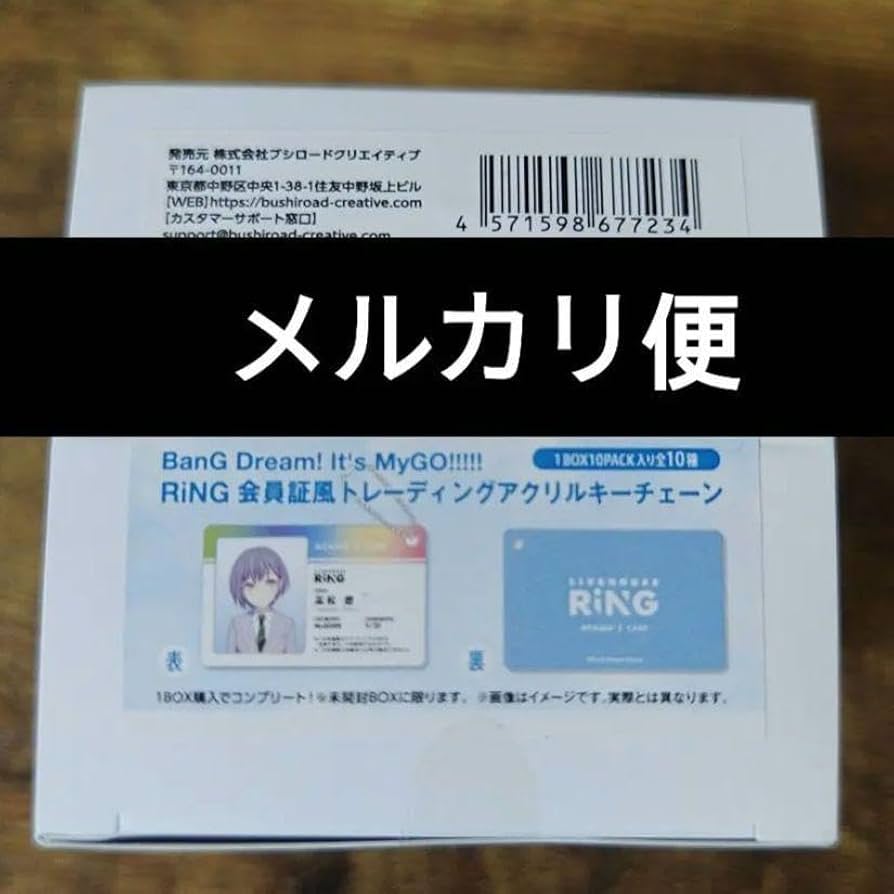 発売元 株式会社ブシロードクリエイティブ
〒164-0011
東京都中野区中央1-38-1住友中野坂上ビル
[WEB]https://bushiroad-creative.com
[カスタマーサポート窓口]
support@bushiroad-creative.com
4 571598 677234
メルカリ便
BanG Dream! It's MyGO!!!!!
1BOX10PACK入り全10種
RiNG 会員証風トレーディングアクリルキーチェーン
RiNG
高松 燈
LIVEHOUSE
RiNG
MEMBER'S CARD
表
裏
1BOX購入でコンプリート!※未開封BOXに限ります。 ※画像はイメージです。実際とは異なります。